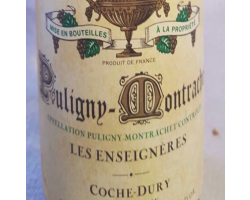 MISE EN BOUTEILLES À LA PROPRIÉTÉ
PRODUIT DE FRANCE
Puligny-Montrachet
APPELLATION PULIGNY-MONTRACHET CONTRÔLÉE
LES ENSEIGNÈRES
COCHE-DURY